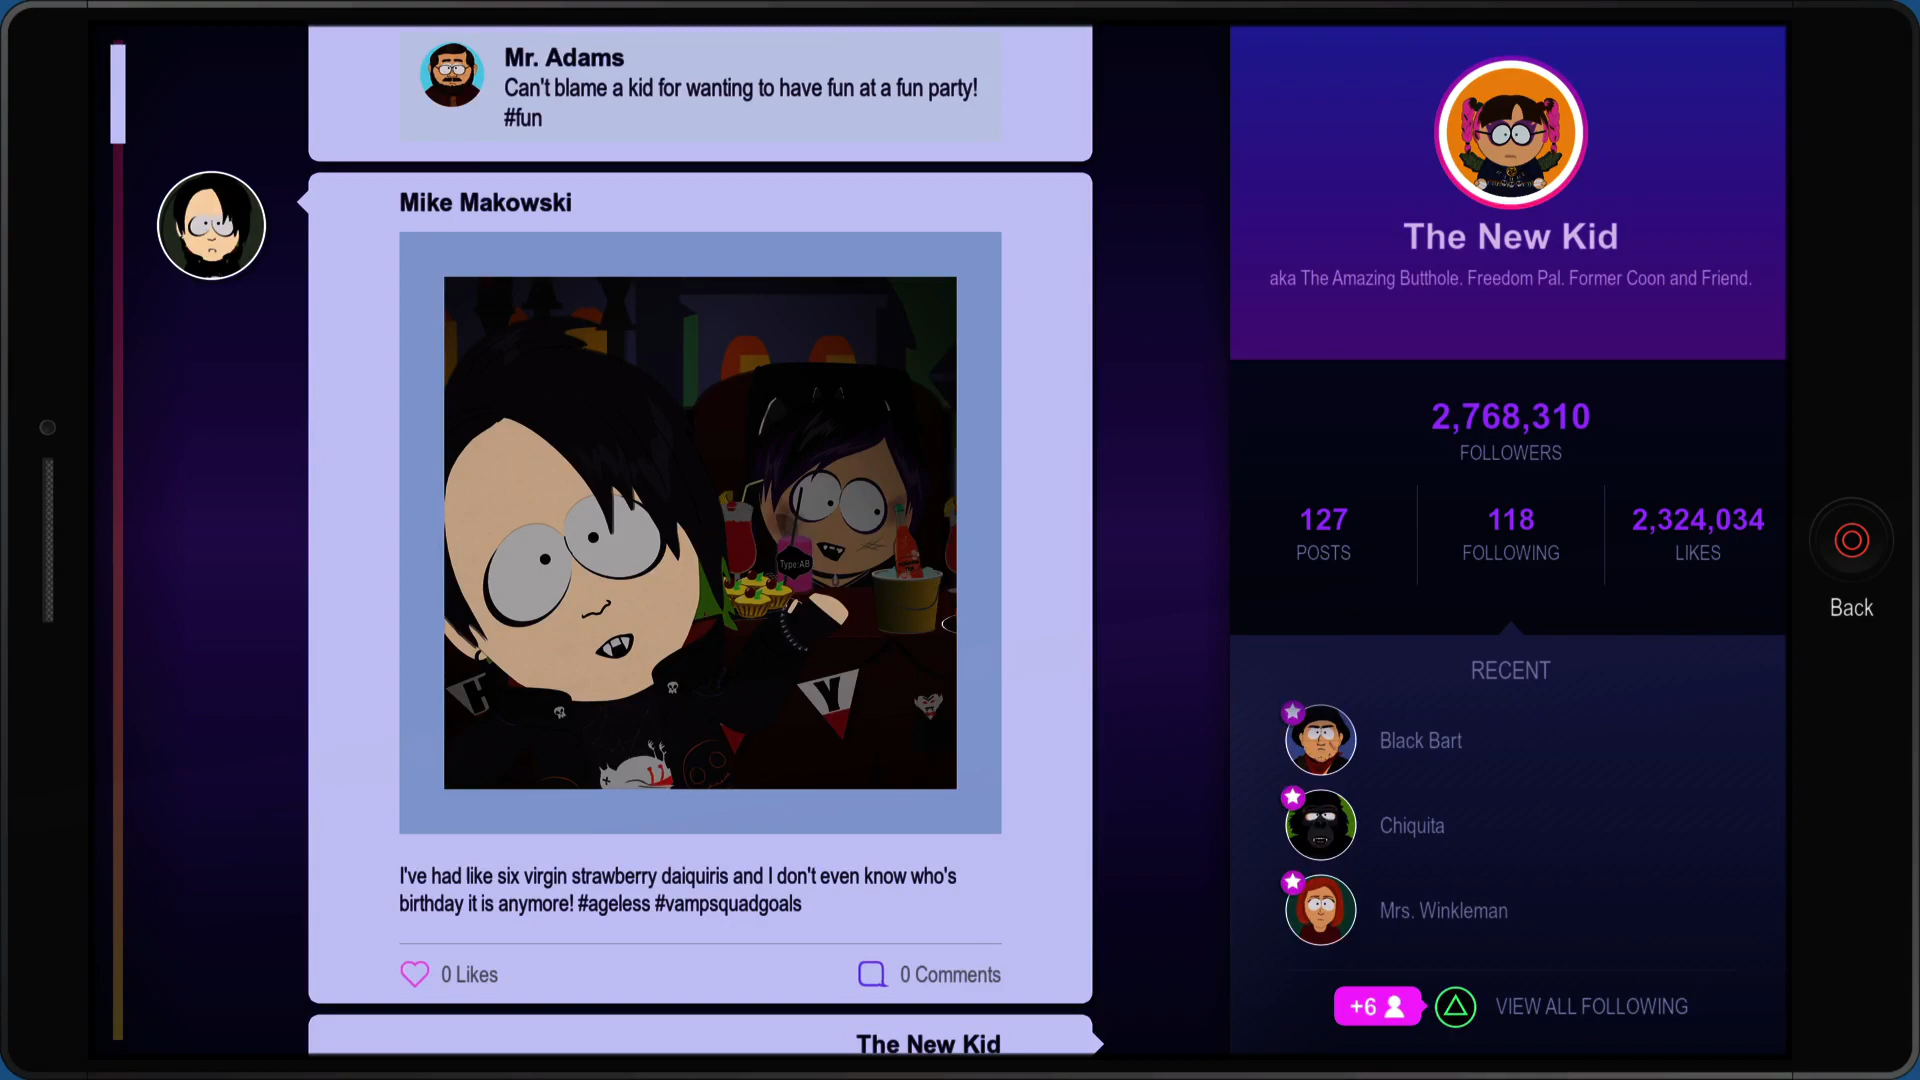 Mr. Adams
Can't blame a kid for wanting to have fun at a fun party!
#fun
Mike Makowski
Type:AB
H
Y
I've had like six virgin strawberry daiquiris and I don't even know who's
birthday it is anymore! #ageless #vampsquadgoals
0 Likes
0 Comments
The New Kid
The New Kid
aka The Amazing Butthole. Freedom Pal. Former Coon and Friend.
2,768,310
FOLLOWERS
127
POSTS
118
FOLLOWING
2,324,034
LIKES
RECENT
Black Bart
Chiquita
Mrs. Winkleman
+6
VIEW ALL FOLLOWING
Back